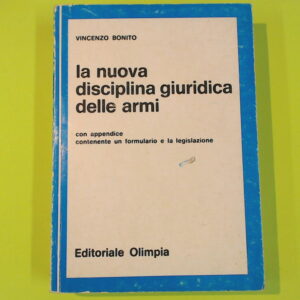 VINCENZO BONITO
la nuova
disciplina giuridica
delle armi
con appendice
contenente un formulario e la legislazione
Editoriale Olimpia